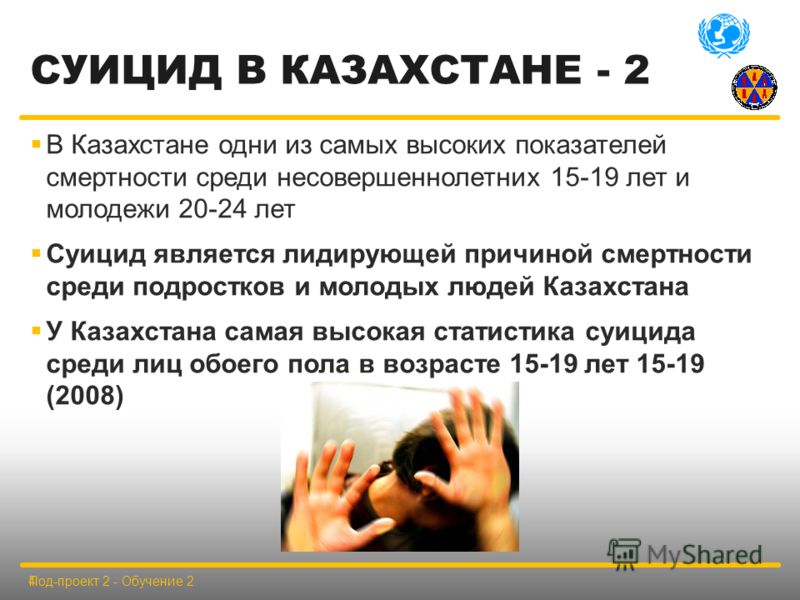 СУИЦИД В КАЗАХСТАНЕ - 2
В Казахстане одни из самых высоких показателей
смертности среди несовершеннолетних 15-19 лет и
молодежи 20-24 лет
Суицид является лидирующей причиной смертности
среди подростков и молодых людей Казахстана
У Казахстана самая высокая статистика суицида
среди лиц обоего пола в возрасте 15-19 лет 15-19
(2008)
MyShared
Под-проект 2 - Обучение 2